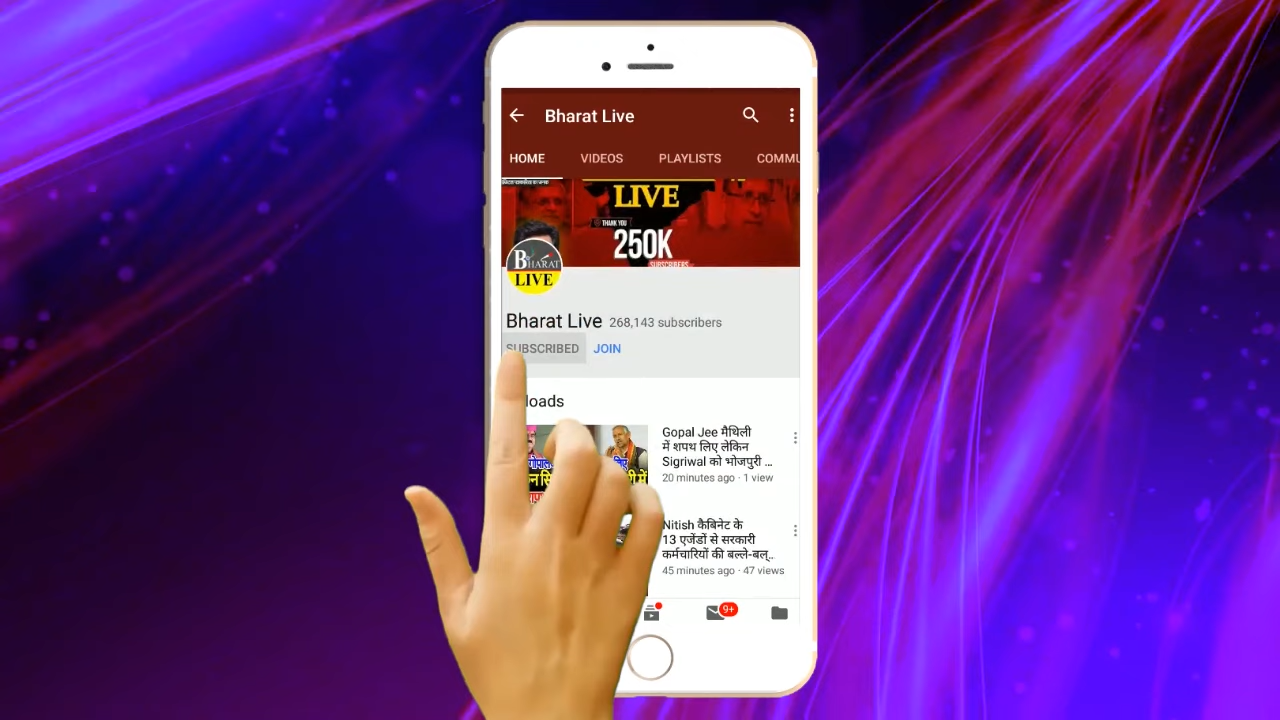 Bharat Live
HOME VIDEOS PLAYLISTS COMMU
LIVE
THANK YOU
250K
SUBSCRIBERS
BHARAT
LIVE
Bharat Live 268,143 subscribers
SUBSCRIBED JOIN
loads
Gopal Jee मैथिली
में शपथ लिए लेकिन
Sigriwal को भोजपुरी ...
20 minutes ago · 1 view
Nitish कैबिनेट के
13 एजेंडों से सरकारी
कर्मचारियों की बल्ले-बल्..
45 minutes ago · 47 views
9+